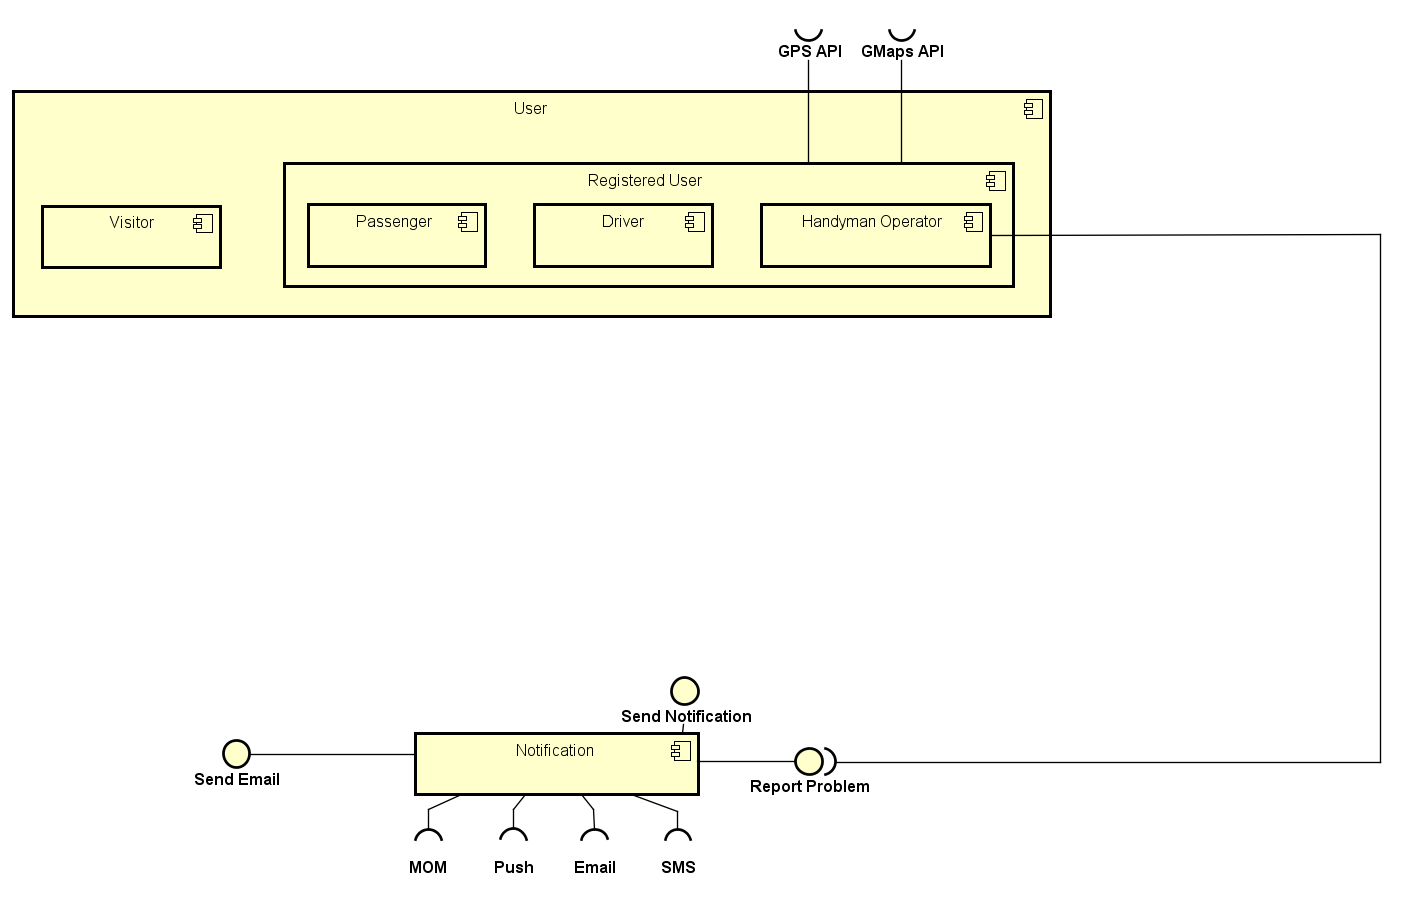 GPS API
GMaps API
User
Registered User
Visitor
Passenger
Driver
Handyman Operator
Send Notification
Notification
Send Email
Report Problem
MOM
Push
Email
SMS